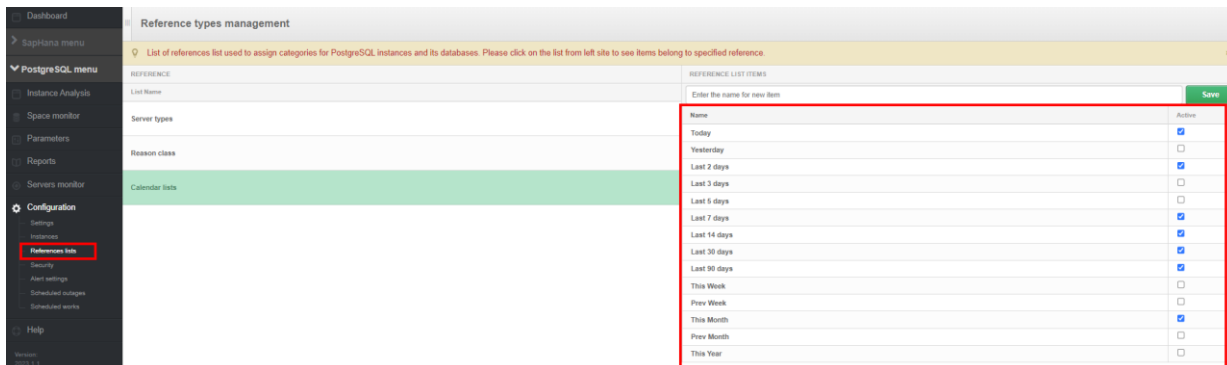 Dashboard
SapHana menu
PostgreSQL menu
Instance Analysis
Space monitor
Parameters
Reports
Servers monitor
Configuration
Settings
Instances
References lists
Security
Alert settings
Scheduled outages
Scheduled works
Help
Version
Reference types management
List of references list used to assign categories for PostgreSQL instances and its databases. Please click on the list from left site to see items belong to specified reference.
REFERENCE
List Name
Server types
Reason class
Calendar lists
REFERENCE LIST ITEMS
Enter the name for new item Save
Name Active
Today
Yesterday
Last 2 days
Last 3 days
Last 5 days
Last 7 days
Last 14 days
Last 30 days
Last 90 days
This Week
Prev Week
This Month
Prev Month
This Year